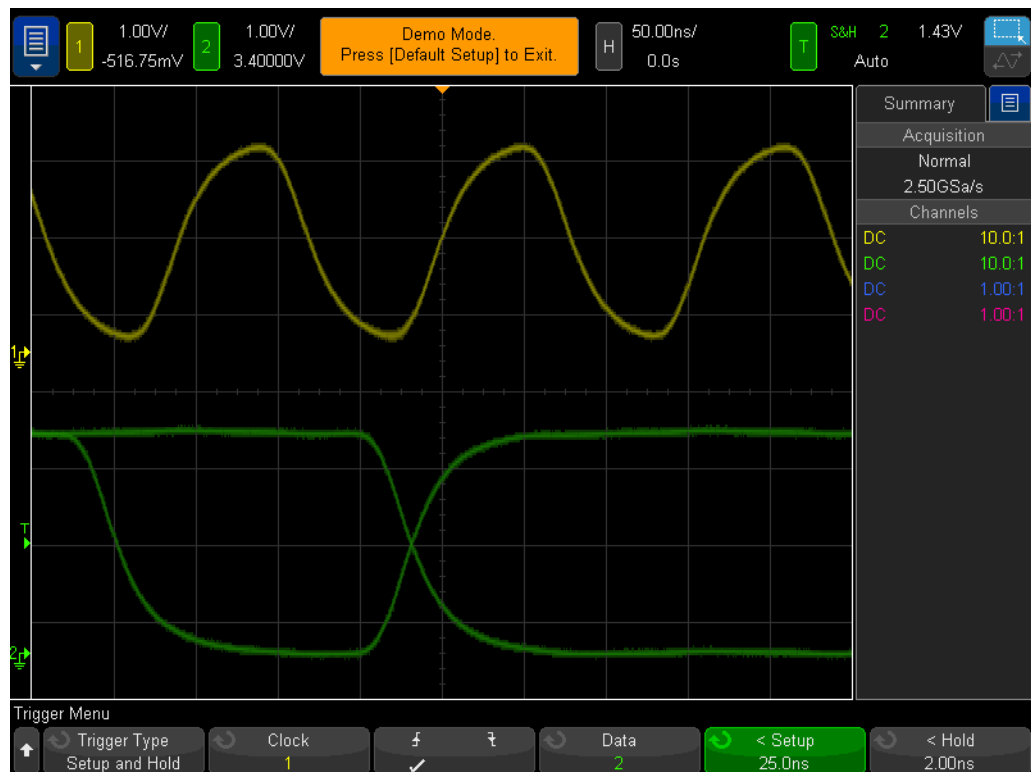 1
1.00V/
-516.75mV
2
1.00V/
3.40000V
Demo Mode.
Press [Default Setup] to Exit.
H
50.00ns/
0.0s
T
S&H 2 1.43V
Auto
Summary
Acquisition
Normal
2.50GSa/s
Channels
DC 10.0:1
DC 10.0:1
DC 1.00:1
DC 1.00:1
1
T
2
Trigger Menu
Trigger Type
Setup and Hold
Clock
1
Data
2
< Setup
25.0ns
< Hold
2.00ns